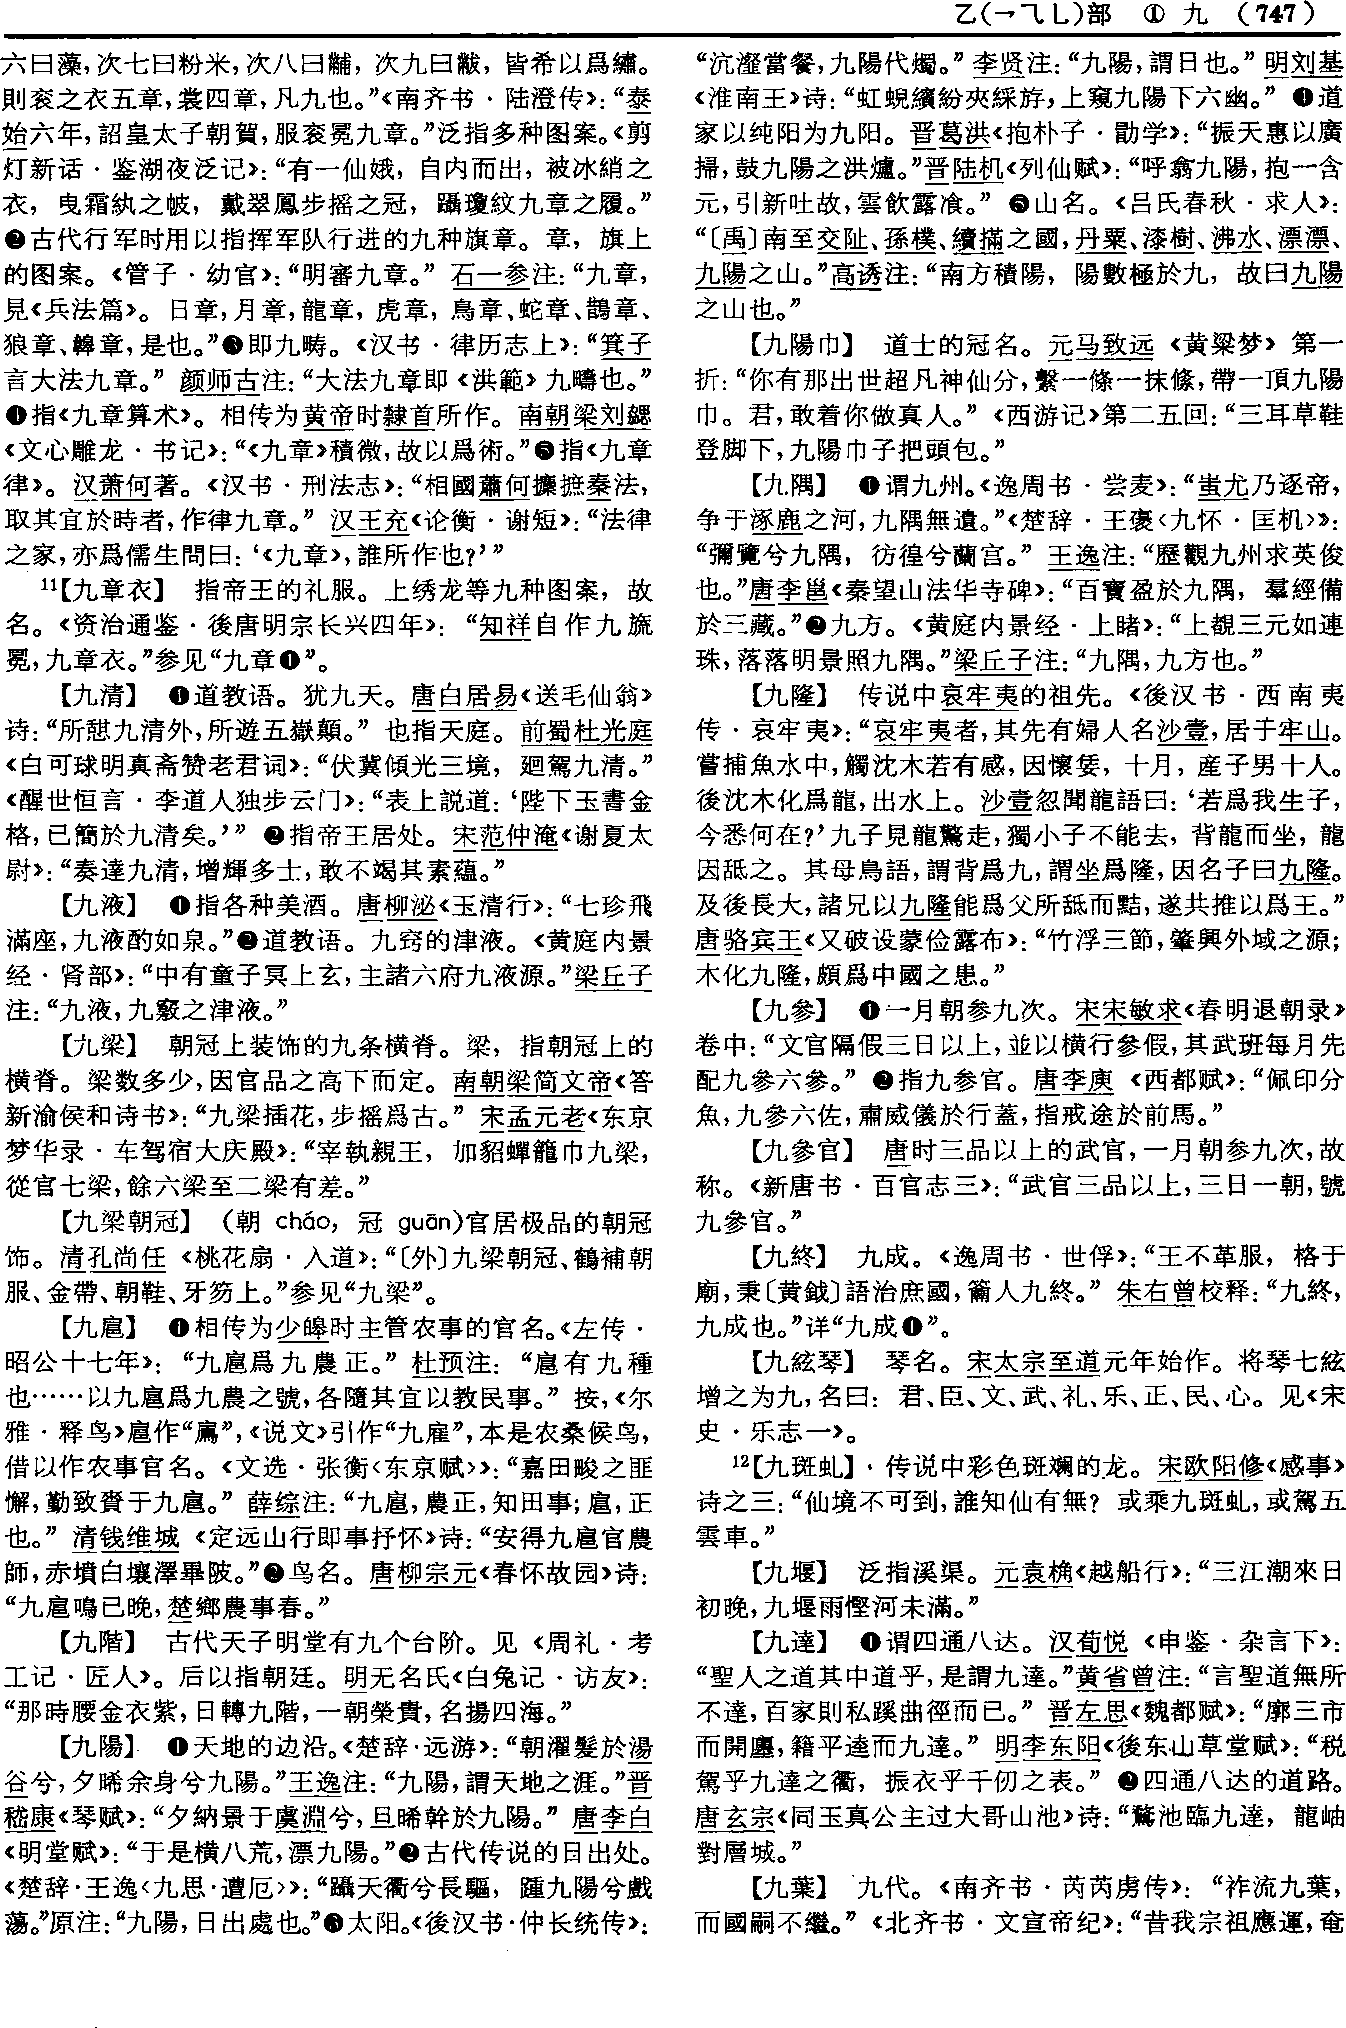 乙(㇀⺄乚)部 ① 九 (747)
六曰藻，次七曰粉米，次八曰黼，次九曰黻，皆希以爲繡。
則衮之衣五章，裳四章，凡九也。”《南齐书·陆澄传》：“泰
始六年，詔皇太子朝賀，服衮冕九章。”泛指多种图案。《剪
灯新话·鉴湖夜泛记》：“有一仙娥，自内而出，被冰綃之
衣，曳霜紈之帔，戴翠鳳步摇之冠，躡瓊紋九章之履。”
❷古代行军时用以指挥军队行进的九种旗章。章，旗上
的图案。《管子·幼官》：“明審九章。”石一参注：“九章，
見《兵法篇》。日章，月章，龍章，虎章，鳥章、蛇章、鵲章、
狼章、韟章，是也。”❸即九畴。《汉书·律历志上》：“箕子
言大法九章。”颜师古注：“大法九章即《洪範》九疇也。”
❹指《九章算术》。相传为黄帝时隸首所作。南朝梁刘勰
《文心雕龙·书记》：“《九章》積微，故以爲術。”❺指《九章
律》。汉萧何著。《汉书·刑法志》：“相國蕭何攈摭秦法，
取其宜於時者，作律九章。”汉王充《论衡·谢短》：“法律
之家，亦爲儒生問曰：‘《九章》，誰所作也？’”
11【九章衣】 指帝王的礼服。上绣龙等九种图案，故
名。《资治通鉴·後唐明宗长兴四年》：“知祥自作九旒
冕，九章衣。”参见“九章❶”。
【九清】 ❶道教语。犹九天。唐白居易《送毛仙翁》
诗：“所憇九清外，所遊五嶽顛。”也指天庭。前蜀杜光庭
《白可球明真斋赞老君词》：“伏冀傾光三境，廻駕九清。”
《醒世恒言·李道人独步云门》：“表上説道：‘陛下玉書金
格，已簡於九清矣。’”❷指帝王居处。宋范仲淹《谢夏太
尉》：“奏達九清，增輝多士，敢不竭其素藴。”
【九液】 ❶指各种美酒。唐柳泌《玉清行》：“七珍飛
滿座，九液酌如泉。”❷道教语。九窍的津液。《黄庭内景
经·肾部》：“中有童子冥上玄，主諸六府九液源。”梁丘子
注：“九液，九竅之津液。”
【九梁】 朝冠上装饰的九条横脊。梁，指朝冠上的
横脊。梁数多少，因官品之高下而定。南朝梁简文帝《答
新渝侯和诗书》：“九梁插花，步摇爲古。”宋孟元老《东京
梦华录·车驾宿大庆殿》：“宰執親王，加貂蟬籠巾九梁，
從官七梁，餘六梁至二梁有差。”
【九梁朝冠】 （朝 cháo，冠 guān）官居极品的朝冠
饰。清孔尚任《桃花扇·入道》：“〔外〕九梁朝冠、鶴補朝
服、金帶、朝鞋、牙笏上。”参见“九梁”。
【九扈】 ❶相传为少皞时主管农事的官名。《左传·
昭公十七年》：“九扈爲九農正。”杜预注：“扈有九種
也……以九扈爲九農之號，各隨其宜以教民事。”按，《尔
雅·释鸟》扈作“鳸”，《说文》引作“九雇”，本是农桑候鸟，
借以作农事官名。《文选·张衡〈东京赋〉》：“嘉田畯之匪
懈，勤致賚于九扈。”薛综注：“九扈，農正，知田事；扈，正
也。”清钱维城《定远山行即事抒怀》诗：“安得九扈官農
師，赤墳白壤澤畢陂。”❷鸟名。唐柳宗元《春怀故园》诗：
“九扈鳴已晚，楚鄉農事春。”
【九階】 古代天子明堂有九个台阶。见《周礼·考
工记·匠人》。后以指朝廷。明无名氏《白兔记·访友》：
“那時腰金衣紫，日轉九階，一朝榮貴，名揚四海。”
【九陽】 ❶天地的边沿。《楚辞·远游》：“朝濯髮於湯
谷兮，夕晞余身兮九陽。”王逸注：“九陽，謂天地之涯。”晋
嵇康《琴赋》：“夕納景于虞淵兮，旦晞幹於九陽。”唐李白
《明堂赋》：“于是横八荒，漂九陽。”❷古代传说的日出处。
《楚辞·王逸〈九思·遭厄〉》：“躡天衢兮長驅，踵九陽兮戲
蕩。”原注：“九陽，日出處也。”❸太阳。《後汉书·仲长统传》：
“沆瀣當餐，九陽代燭。”李贤注：“九陽，謂日也。”明刘基
《淮南王》诗：“虹蜺繽紛夾綵斿，上窺九陽下六幽。”❹道
家以纯阳为九阳。晋葛洪《抱朴子·勖学》：“振天惠以廣
掃，鼓九陽之洪爐。”晋陆机《列仙赋》：“呼翕九陽，抱一含
元，引新吐故，雲飲露飡。”❺山名。《吕氏春秋·求人》：
“〔禹〕南至交阯、孫樸、續樠之國，丹粟、漆樹、沸水、漂漂、
九陽之山。”高诱注：“南方積陽，陽數極於九，故曰九陽
之山也。”
【九陽巾】 道士的冠名。元马致远《黄粱梦》第一
折：“你有那出世超凡神仙分，繫一條一抹絛，帶一頂九陽
巾。君，敢着你做真人。”《西游记》第二五回：“三耳草鞋
登脚下，九陽巾子把頭包。”
【九隅】 ❶谓九州。《逸周书·尝麦》：“蚩尤乃逐帝，
争于涿鹿之河，九隅無遺。”《楚辞·王褒〈九怀·匡机〉》：
“彌覽兮九隅，彷徨兮蘭宫。”王逸注：“歷觀九州求英俊
也。”唐李邕《秦望山法华寺碑》：“百寶盈於九隅，羣經備
於三藏。”❷九方。《黄庭内景经·上睹》：“上覩三元如連
珠，落落明景照九隅。”梁丘子注：“九隅，九方也。”
【九隆】 传说中哀牢夷的祖先。《後汉书·西南夷
传·哀牢夷》：“哀牢夷者，其先有婦人名沙壹，居于牢山。
嘗捕魚水中，觸沈木若有感，因懷妊，十月，産子男十人。
後沈木化爲龍，出水上。沙壹忽聞龍語曰：‘若爲我生子，
今悉何在？’九子見龍驚走，獨小子不能去，背龍而坐，龍
因舐之。其母鳥語，謂背爲九，謂坐爲隆，因名子曰九隆。
及後長大，諸兄以九隆能爲父所舐而黠，遂共推以爲王。”
唐骆宾王《又破设蒙俭露布》：“竹浮三節，肇興外域之源；
木化九隆，頗爲中國之患。”
【九參】 ❶一月朝参九次。宋宋敏求《春明退朝录》
卷中：“文官隔假三日以上，並以横行參假，其武班每月先
配九參六參。”❷指九参官。唐李庾《西都赋》：“佩印分
魚，九參六佐，肅威儀於行蓋，指戒途於前馬。”
【九參官】 唐时三品以上的武官，一月朝参九次，故
称。《新唐书·百官志三》：“武官三品以上，三日一朝，號
九參官。”
【九終】 九成。《逸周书·世俘》：“王不革服，格于
廟，秉〔黄鉞〕語治庶國，籥人九終。”朱右曾校释：“九終，
九成也。”详“九成❶”。
【九絃琴】 琴名。宋太宗至道元年始作。将琴七絃
增之为九，名曰：君、臣、文、武、礼、乐、正、民、心。见《宋
史·乐志一》。
12【九斑虬】 传说中彩色斑斓的龙。宋欧阳修《感事》
诗之三：“仙境不可到，誰知仙有無？或乘九斑虬，或駕五
雲車。”
【九堰】 泛指溪渠。元袁桷《越船行》：“三江潮來日
初晚，九堰雨慳河未滿。”
【九達】 ❶谓四通八达。汉荀悦《申鉴·杂言下》：
“聖人之道其中道乎，是謂九達。”黄省曾注：“言聖道無所
不達，百家則私蹊曲徑而已。”晋左思《魏都赋》：“廓三市
而開廛，籍平逵而九達。”明李东阳《後东山草堂赋》：“税
駕乎九達之衢，振衣乎千仞之表。”❷四通八达的道路。
唐玄宗《同玉真公主过大哥山池》诗：“鶩池臨九達，龍岫
對層城。”
【九葉】 九代。《南齐书·芮芮虏传》：“祚流九葉，
而國嗣不繼。”《北齐书·文宣帝纪》：“昔我宗祖應運，奄